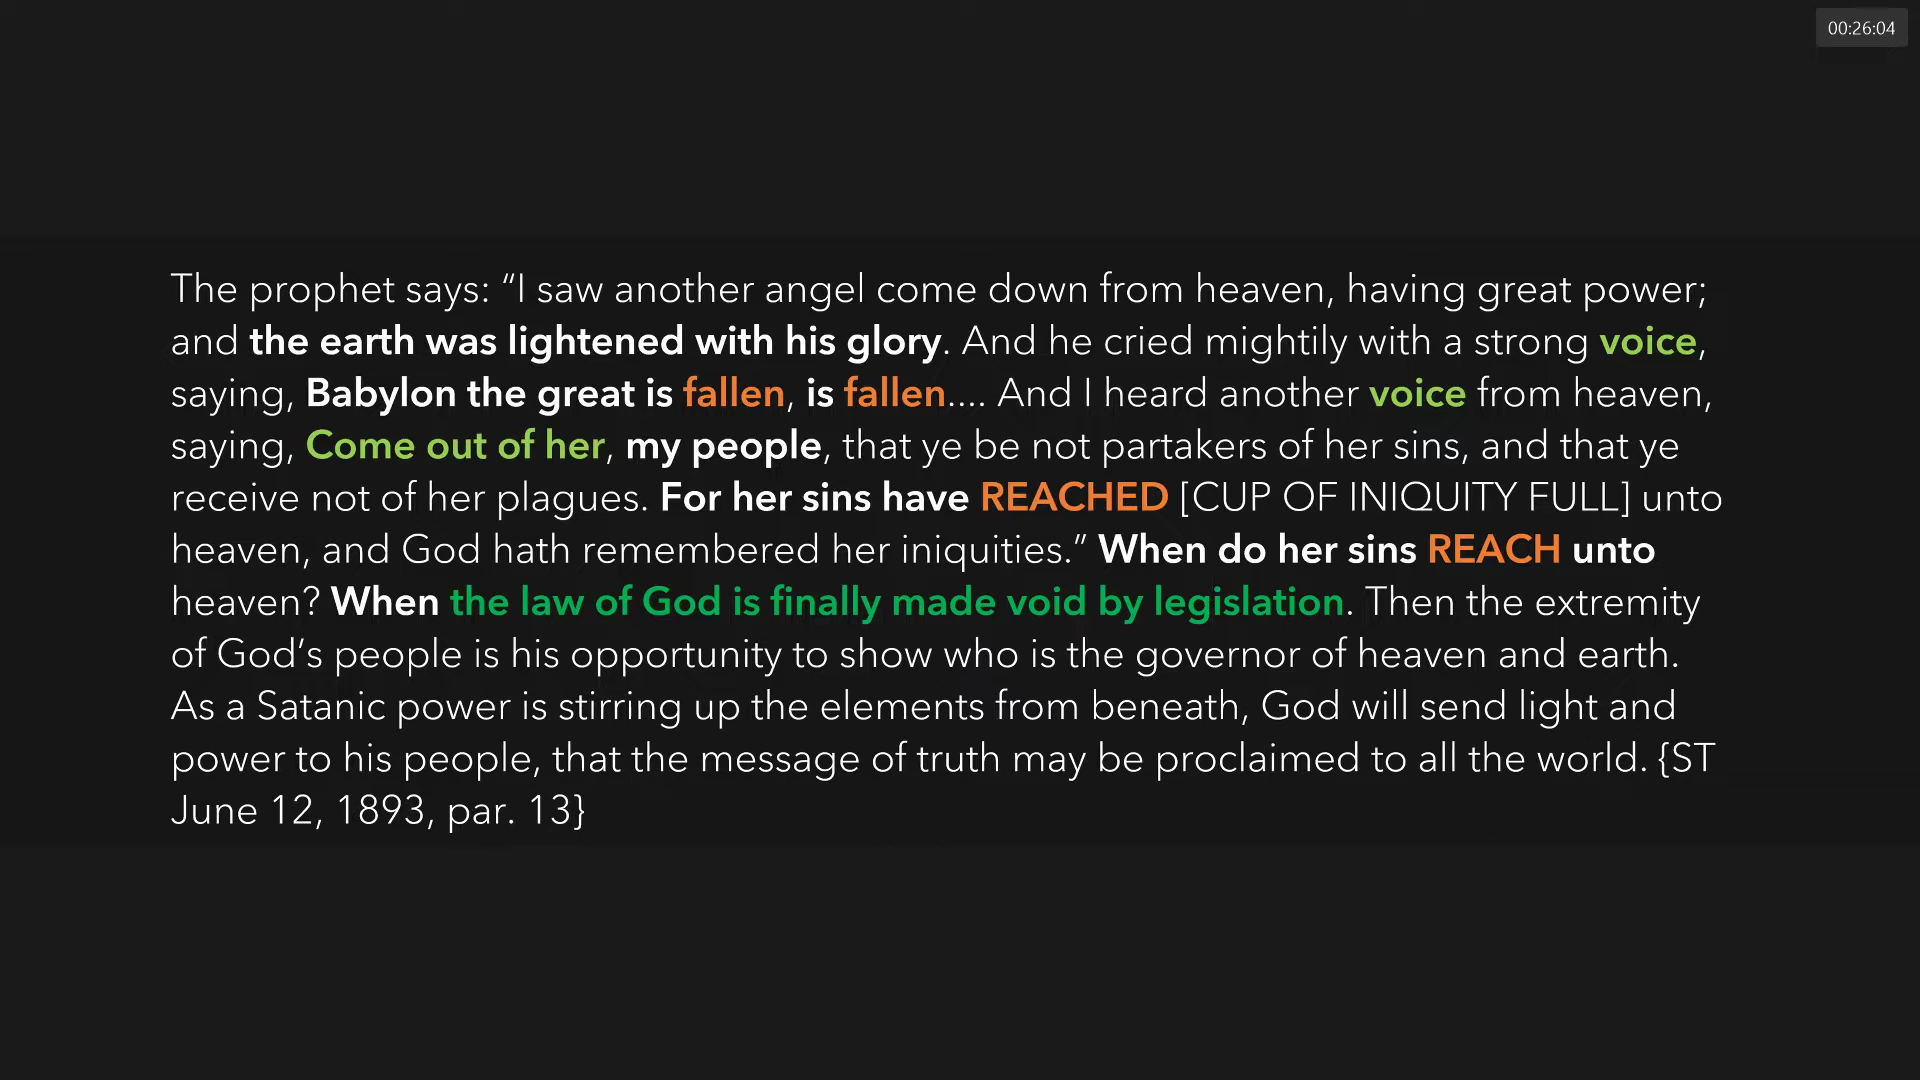 00:26:04
The prophet says: “I saw another angel come down from heaven, having great power;
and the earth was lightened with his glory. And he cried mightily with a strong voice,
saying, Babylon the great is fallen, is fallen.... And I heard another voice from heaven,
saying, Come out of her, my people, that ye be not partakers of her sins, and that ye
receive not of her plagues. For her sins have REACHED [CUP OF INIQUITY FULL] unto
heaven, and God hath remembered her iniquities.” When do her sins REACH unto
heaven? When the law of God is finally made void by legislation. Then the extremity
of God’s people is his opportunity to show who is the governor of heaven and earth.
As a Satanic power is stirring up the elements from beneath, God will send light and
power to his people, that the message of truth may be proclaimed to all the world. {ST
June 12, 1893, par. 13}